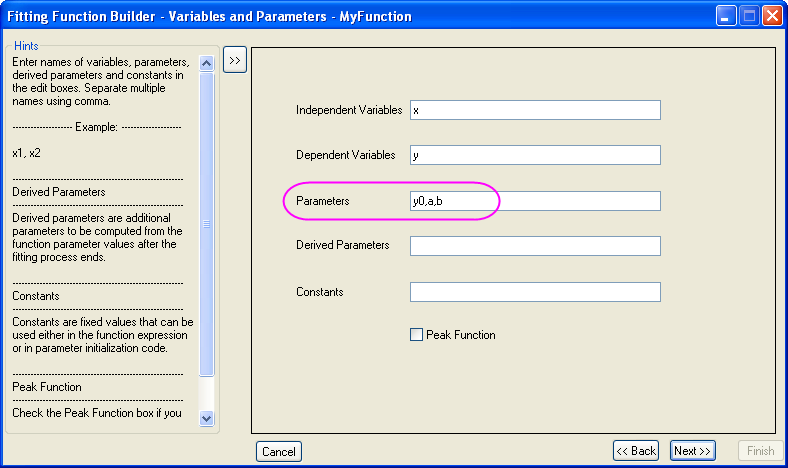 Fitting Function Builder - Variables and Parameters - MyFunction
Hints
Enter names of variables, parameters,
derived parameters and constants in
the edit boxes. Separate multiple
names using comma.
-------------------- Example: --------------------
x1, x2
---------------------------------------------------------
Derived Parameters
---------------------------------------------------------
Derived parameters are additional
parameters to be computed from the
function parameter values after the
fitting process ends.
---------------------------------------------------------
Constants
---------------------------------------------------------
Constants are fixed values that can be
used either in the function expression
or in parameter initialization code.
---------------------------------------------------------
Peak Function
---------------------------------------------------------
Check the Peak Function box if you
>>
Independent Variables x
Dependent Variables y
Parameters y0,a,b
Derived Parameters
Constants
Peak Function
Cancel
<< Back
Next >>
Finish